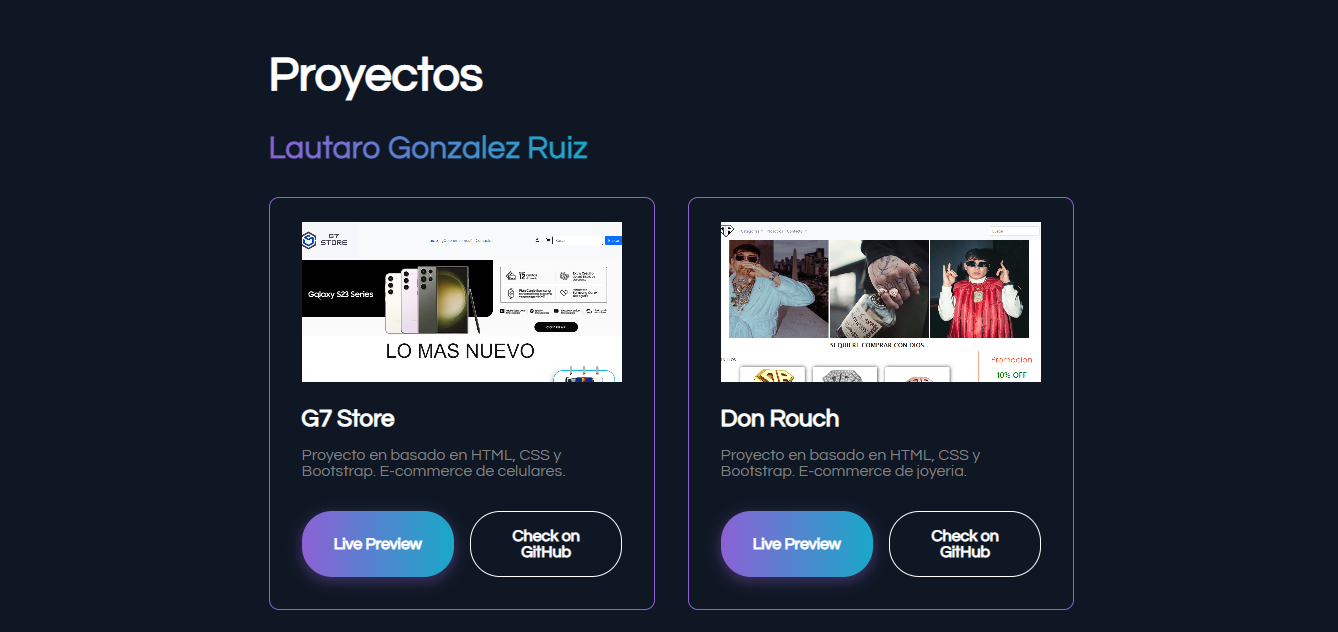 Proyectos
Lautaro Gonzalez Ruiz
G7
STORE
Galaxy S23 Series
LO MAS NUEVO
SI QUIERE COMPRAR CON DIOS..
Promocion
10% OFF
G7 Store
Don Rouch
Proyecto en basado en HTML, CSS y
Bootstrap. E-commerce de celulares.
Proyecto en basado en HTML, CSS y
Bootstrap. E-commerce de joyeria.
Live Preview
Check on
GitHub
Live Preview
Check on
GitHub